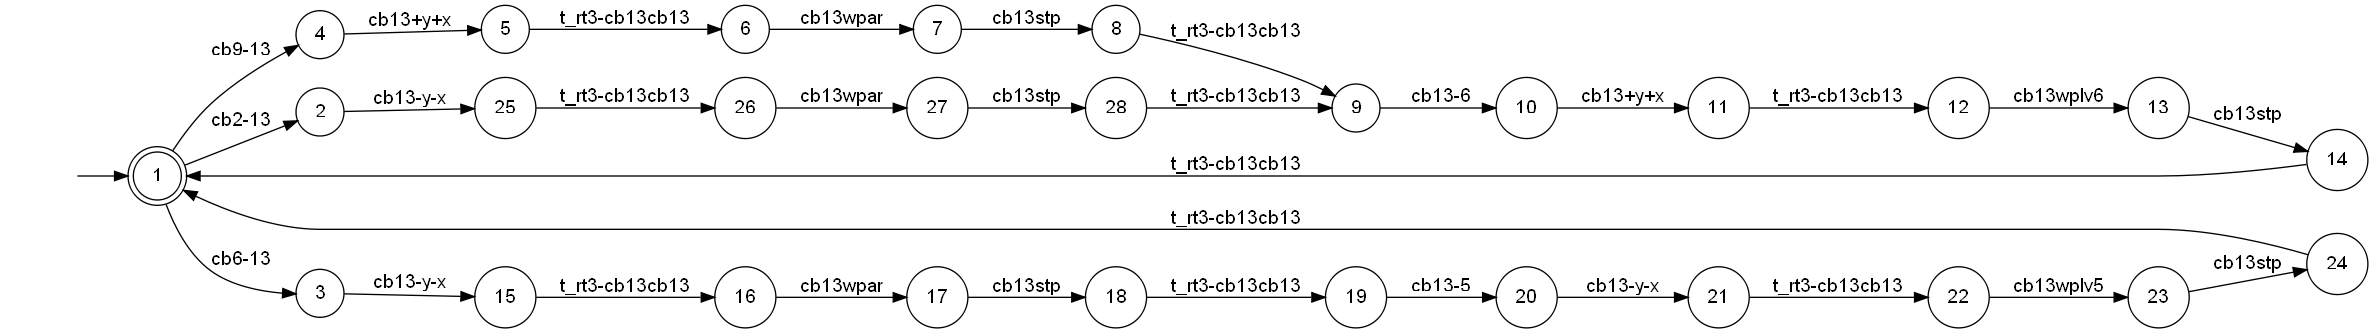 4 cb13+y+x 5 t_rt3-cb13cb13 6 cb13wpar 7 cb13stp 8 t_rt3-cb13cb13
cb9-13
2 cb13-y-x 25 t_rt3-cb13cb13 26 cb13wpar 27 cb13stp 28 t_rt3-cb13cb13 9 cb13-6 10 cb13+y+x 11 t_rt3-cb13cb13 12 cb13wplv6 13 cb13stp
cb2-13
1 t_rt3-cb13cb13 14
t_rt3-cb13cb13
cb6-13
3 cb13-y-x 15 t_rt3-cb13cb13 16 cb13wpar 17 cb13stp 18 t_rt3-cb13cb13 19 cb13-5 20 cb13-y-x 21 t_rt3-cb13cb13 22 cb13wplv5 23 cb13stp 24